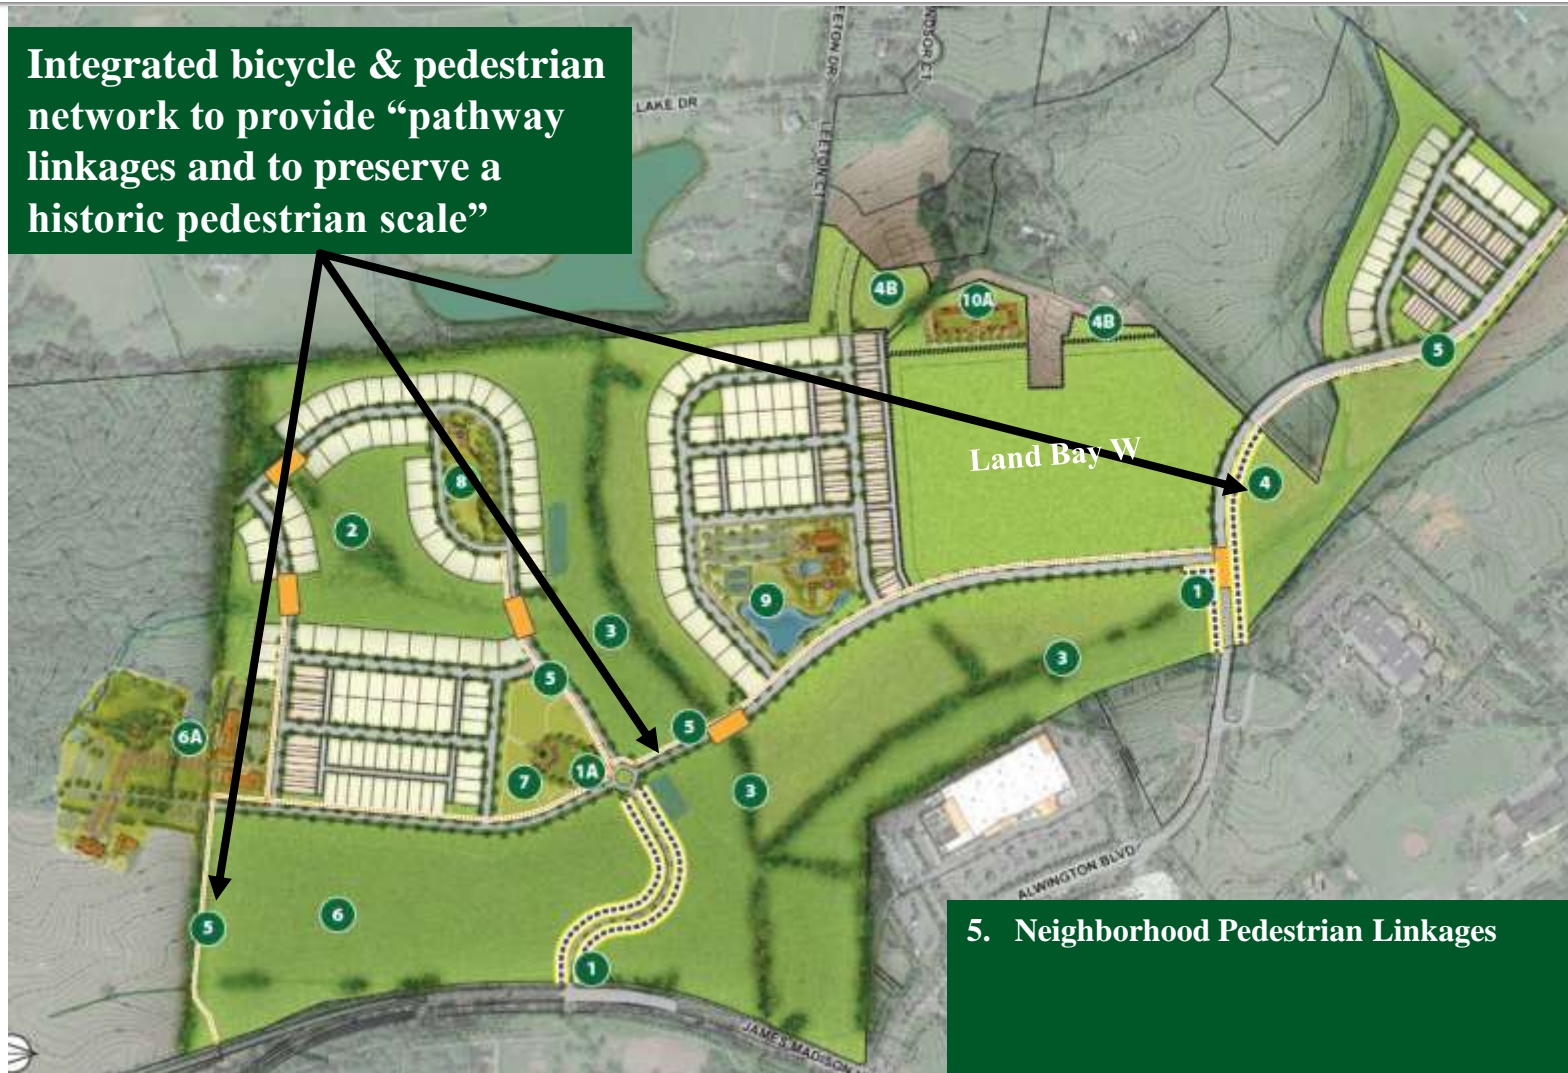 Integrated bicycle & pedestrian
network to provide “pathway
linkages and to preserve a
historic pedestrian scale”
LAKE DR
LEETON CT
4B
10A
4B
5
Land Bay W
4
8
2
9
1
3
3
5
5
6A
1A
7
3
ALWINGTON BLVD
5
6
1
JAMES MADISON
5. Neighborhood Pedestrian Linkages